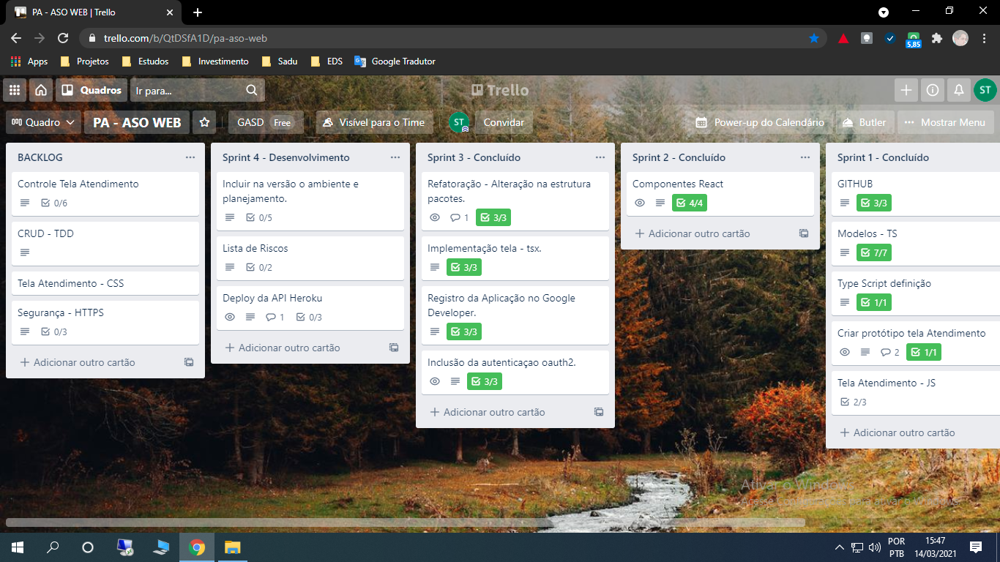 PA - ASO WEB | Trello
trello.com/b/QtDSfA1D/pa-aso-web
5,85
Apps
Projetos
Estudos
Investimento
Sadu
EDS
Google Tradutor
Quadros
Ir para...
Trello
ST
Quadro
PA - ASO WEB
GASD Free
Visível para o Time
ST
Convidar
Power-up do Calendário
Butler
Mostrar Menu
BACKLOG
Controle Tela Atendimento
0/6
CRUD - TDD
Tela Atendimento - CSS
Segurança - HTTPS
0/3
Adicionar outro cartão
Sprint 4 - Desenvolvimento
Incluir na versão o ambiente e
planejamento.
0/5
Lista de Riscos
0/2
Deploy da API Heroku
1 0/3
Adicionar outro cartão
Sprint 3 - Concluído
Refatoração - Alteração na estrutura
pacotes.
1 3/3
Implementação tela - tsx.
3/3
Registro da Aplicação no Google
Developer.
3/3
Inclusão da autenticaçao oauth2.
3/3
Adicionar outro cartão
Sprint 2 - Concluído
Componentes React
4/4
Adicionar outro cartão
Sprint 1 - Concluído
GITHUB
3/3
Modelos - TS
7/7
Type Script definição
1/1
Criar protótipo tela Atendimento
2 1/1
Tela Atendimento - JS
2/3
Adicionar outro cartão
Ativar o Windows
POR
PTB
15:47
14/03/2021